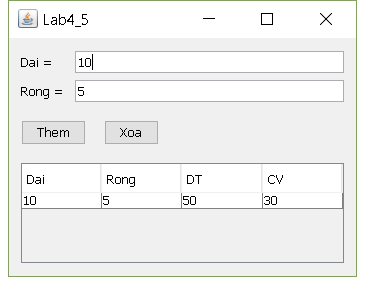 Lab4_5
Dai = 10
Rong = 5
Them Xoa
Dai Rong DT CV
10 5 50 30